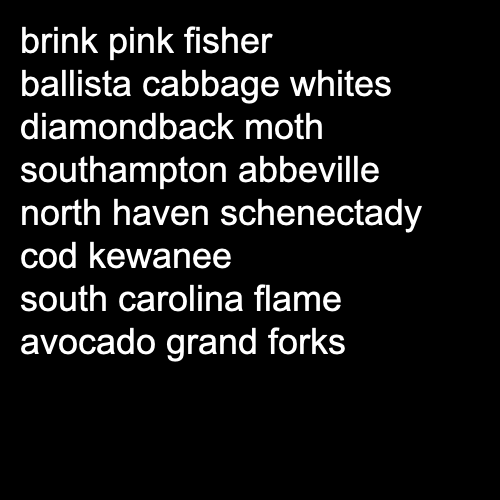 brink pink fisher
ballista cabbage whites
diamondback moth
southampton abbeville
north haven schenectady
cod kewanee
south carolina flame
avocado grand forks